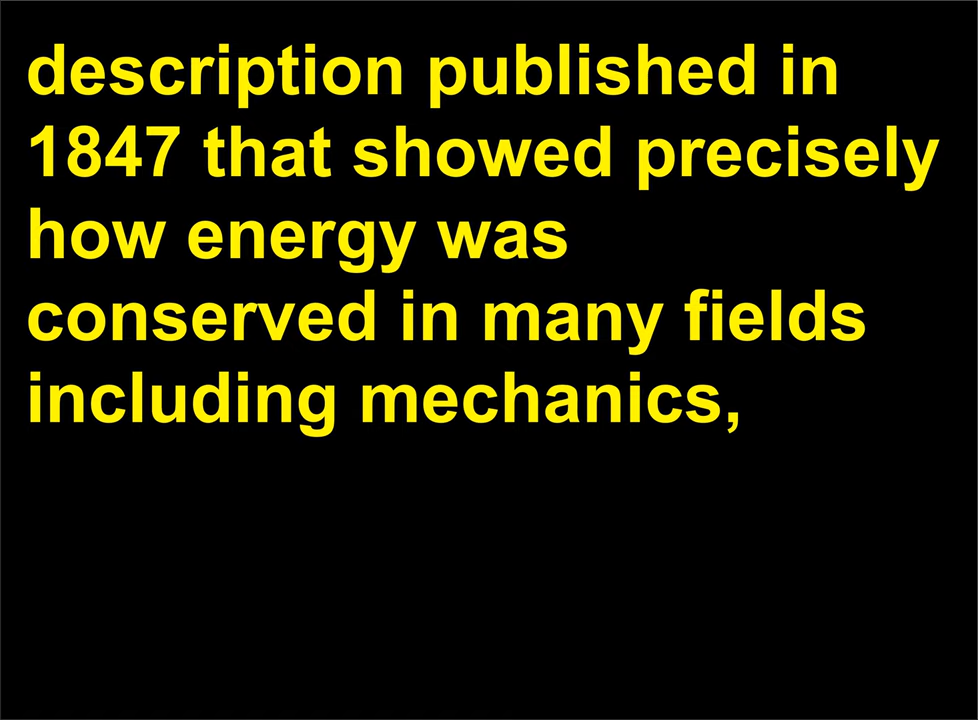 description published in
1847 that showed precisely
how energy was
conserved in many fields
including mechanics,